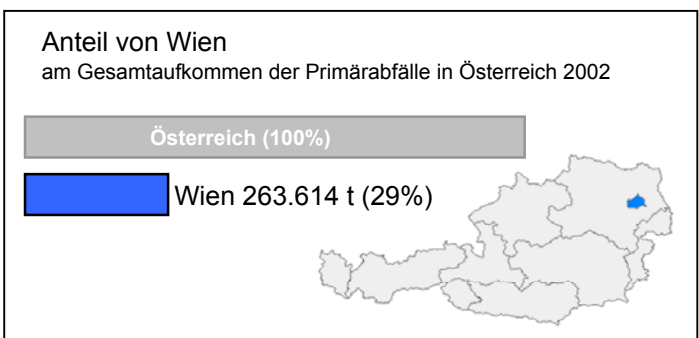 Anteil von Wien
am Gesamtaufkommen der Primärabfälle in Österreich 2002
Österreich (100%)
Wien 263.614 t (29%)